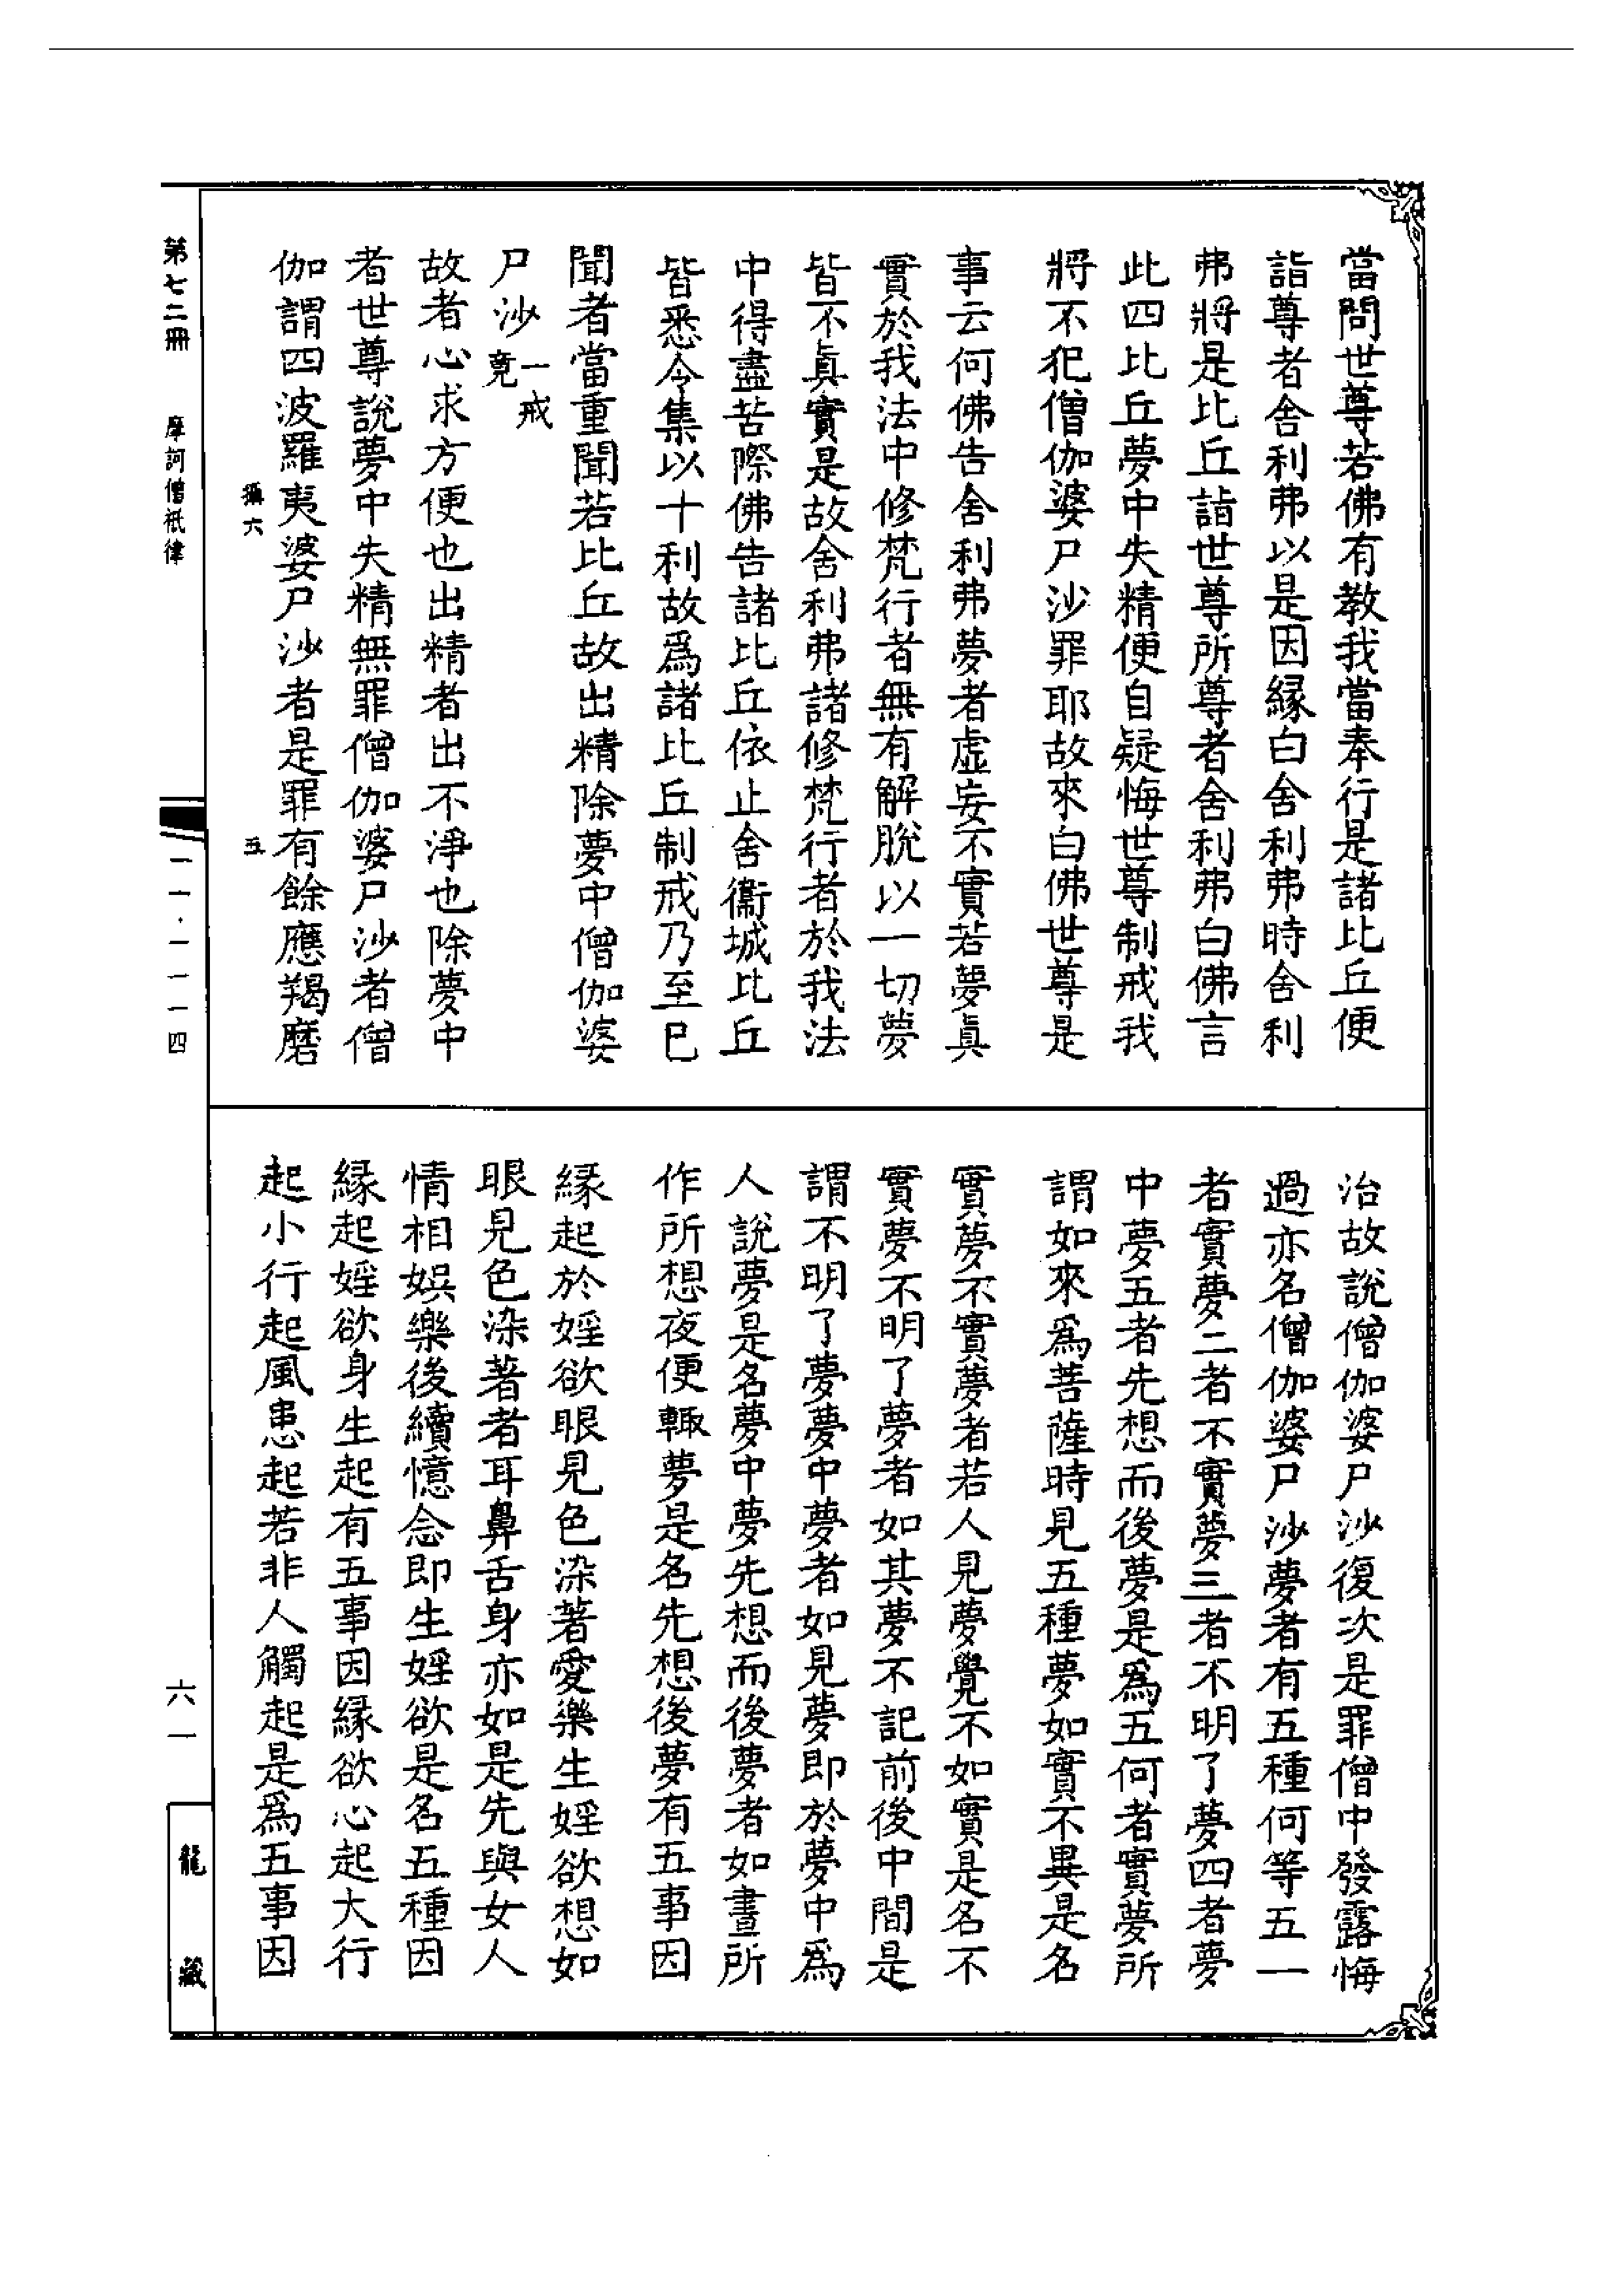 當問世尊若佛有教我當奉行是諸比丘便
詣尊者舍利弗以是因縁白舍利弗時舍利
弗將是比丘詣世尊所尊者舍利弗白佛言
此四比丘夢中失精便自疑悔世尊制戒我
將不犯僧伽婆尸沙罪耶故來白佛世尊是
事云何佛告舍利弗夢者虛妄不實若夢真
實於我法中修梵行者無有解脫以一切夢
皆不真實是故舍利弗諸修梵行者於我法
中得盡苦際佛告諸比丘依止舍衞城比丘
皆悉令集以十利故爲諸比丘制戒乃至已
聞者當重聞若比丘故出精除夢中僧伽婆
尸沙一戒竟
故者心求方便也出精者出不淨也除夢中
者世尊說夢中失精無罪僧伽婆尸沙者僧
伽謂四波羅夷婆尸沙者是罪有餘應羯磨
攝六 五
治故說僧伽婆尸沙復次是罪僧中發露悔
過亦名僧伽婆尸沙夢者有五種何等五一
者實夢二者不實夢三者不明了夢四者夢
中夢五者先想而後夢是爲五何者實夢所
謂如來爲菩薩時見五種夢如實不異是名
實夢不實夢者若人見夢覺不如實是名不
實夢不明了夢者如其夢不記前後中間是
謂不明了夢夢中夢者如見夢即於夢中爲
人說夢是名夢中夢先想而後夢者如晝所
作所想夜便輙夢是名先想後夢有五事因
縁起於婬欲眼見色染著愛樂生婬欲想如
眼見色染著者耳鼻舌身亦如是先與女人
情相娛樂後續憶念即生婬欲是名五種因
縁起婬欲身生起有五事因縁欲心起大行
起小行起風患起若非人觸起是爲五事因
第七二冊 摩訶僧祇律
一一·一一一四
六一
龍藏